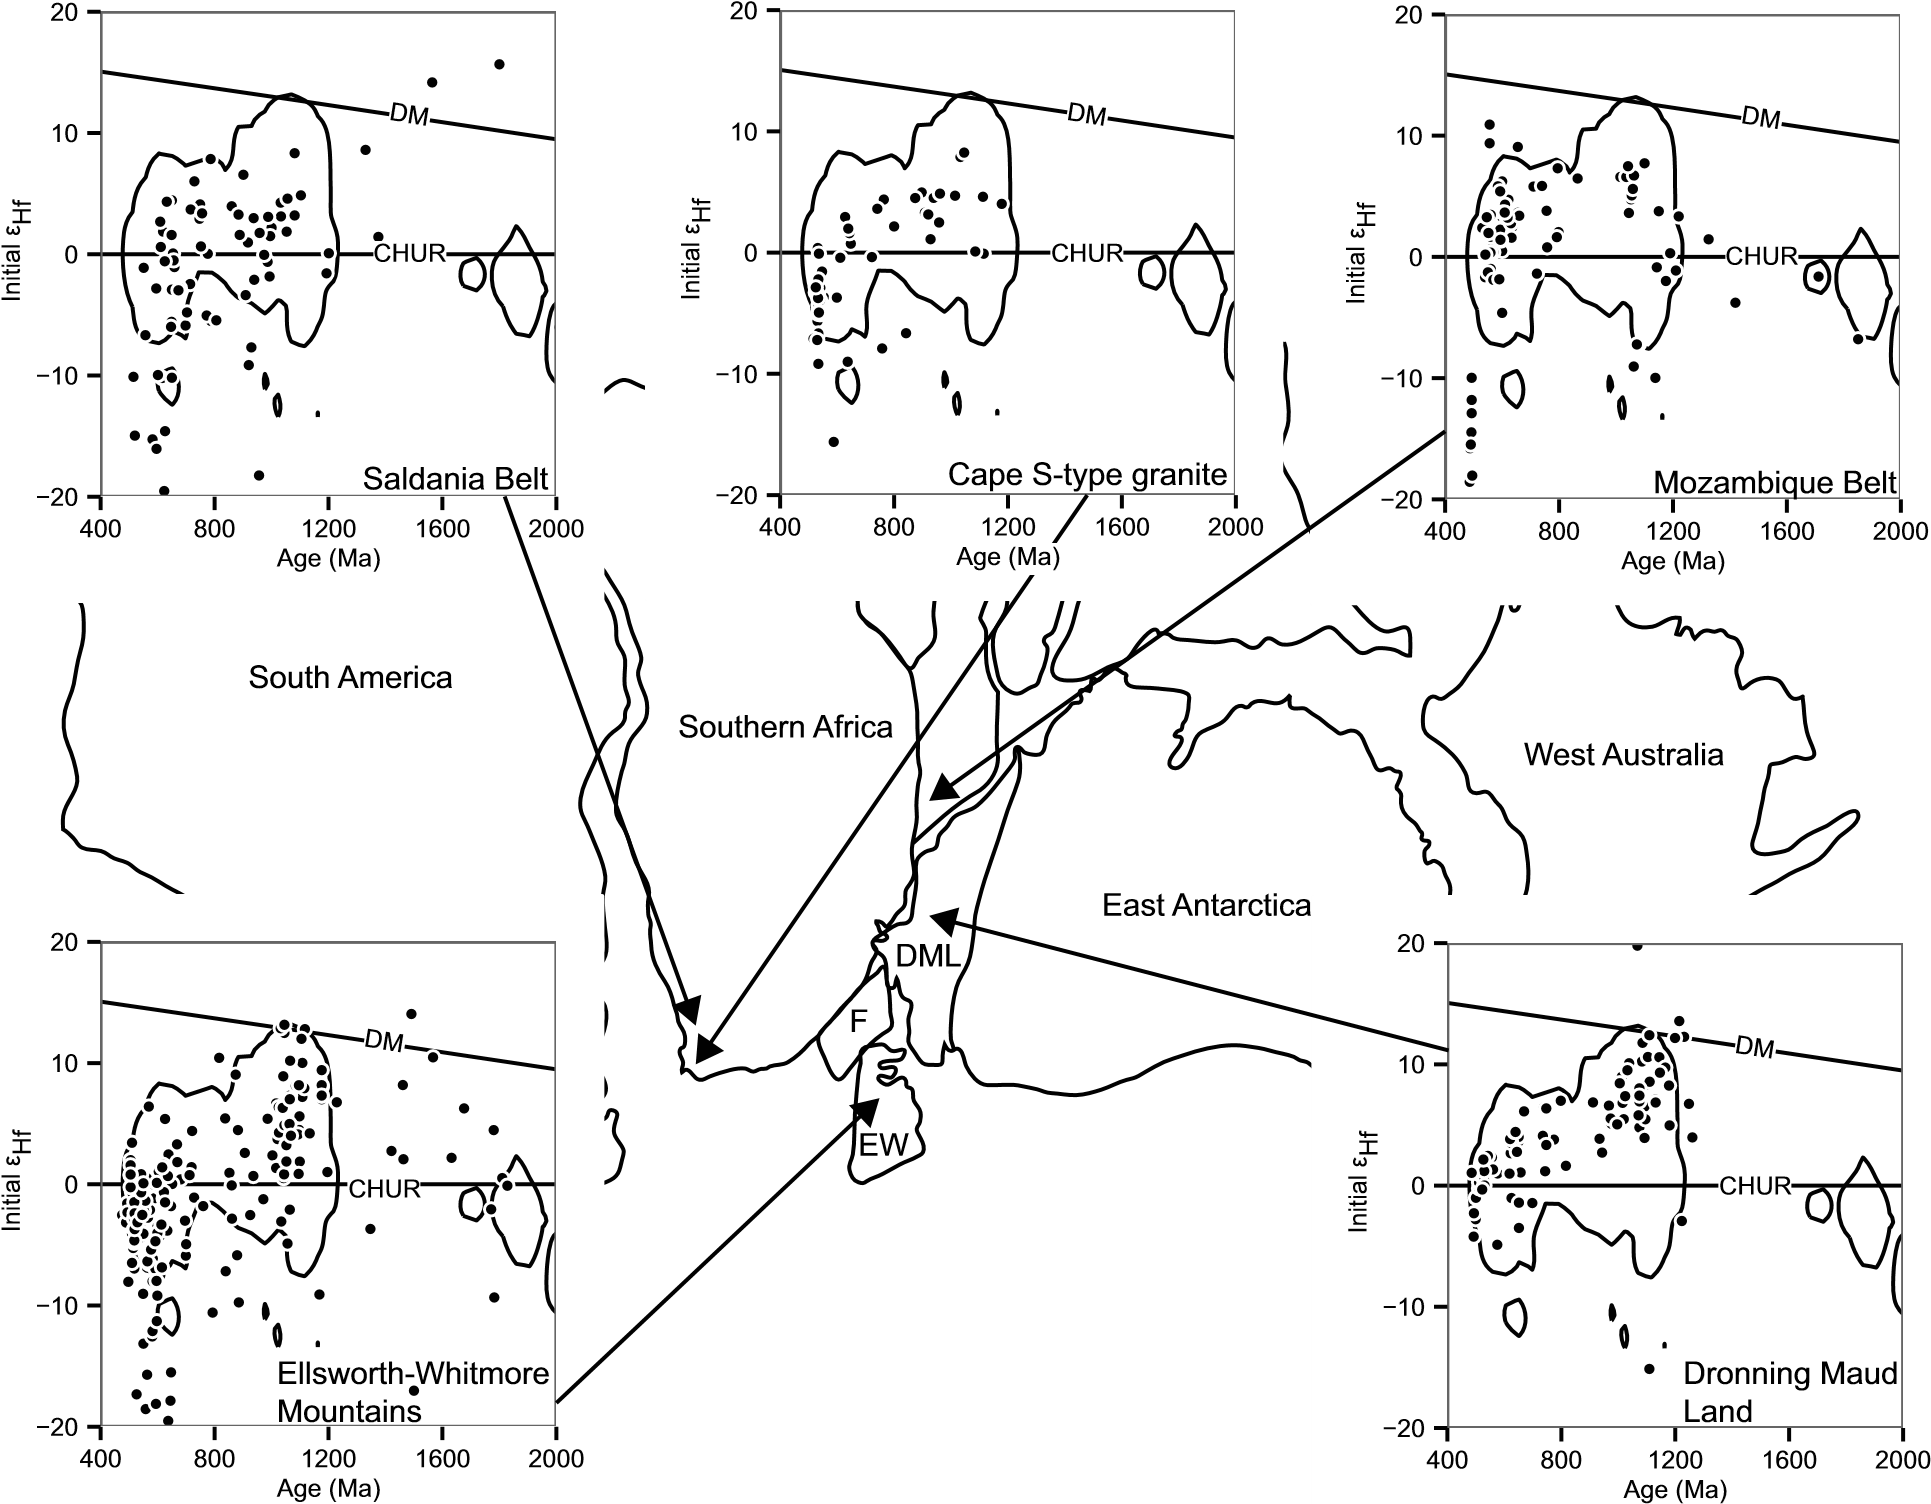 20
10
0
−10
−20
Initial εHf
DM
CHUR
Saldania Belt
400 800 1200 1600 2000
Age (Ma)
20
10
0
−10
−20
Initial εHf
DM
CHUR
Cape S-type granite
400 800 1200 1600 2000
Age (Ma)
20
10
0
−10
−20
Initial εHf
DM
CHUR
Mozambique Belt
400 800 1200 1600 2000
Age (Ma)
South America
Southern Africa
West Australia
East Antarctica
DML
F
EW
20
10
0
−10
−20
Initial εHf
DM
CHUR
Ellsworth-Whitmore
Mountains
400 800 1200 1600 2000
Age (Ma)
20
10
0
−10
−20
Initial εHf
DM
CHUR
Dronning Maud
Land
400 800 1200 1600 2000
Age (Ma)